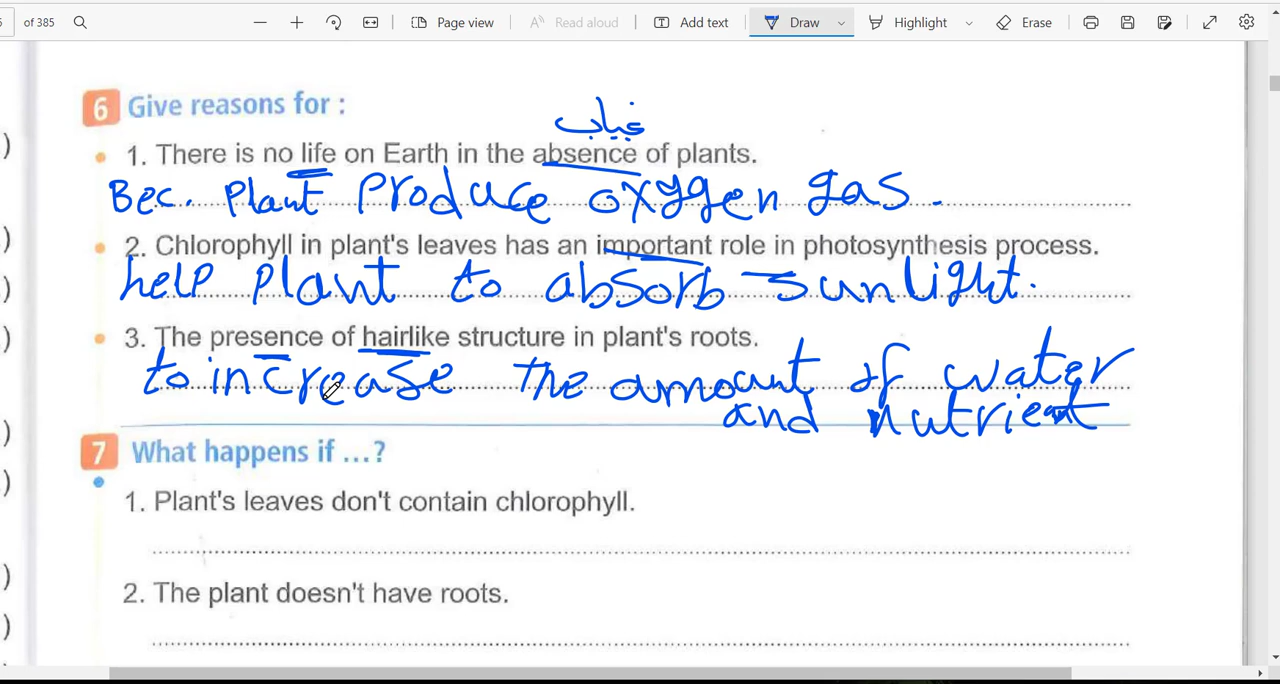 of 385
Page view
Read aloud
Add text
Draw
Highlight
Erase
6 Give reasons for :
غياب
1. There is no life on Earth in the absence of plants.
Bec. Plant produce oxygen gas.
2. Chlorophyll in plant's leaves has an important role in photosynthesis process.
help plant to absorb sunlight.
3. The presence of hairlike structure in plant's roots.
to increase the amount of water
and nutrient
7 What happens if ...?
1. Plant's leaves don't contain chlorophyll.
2. The plant doesn't have roots.